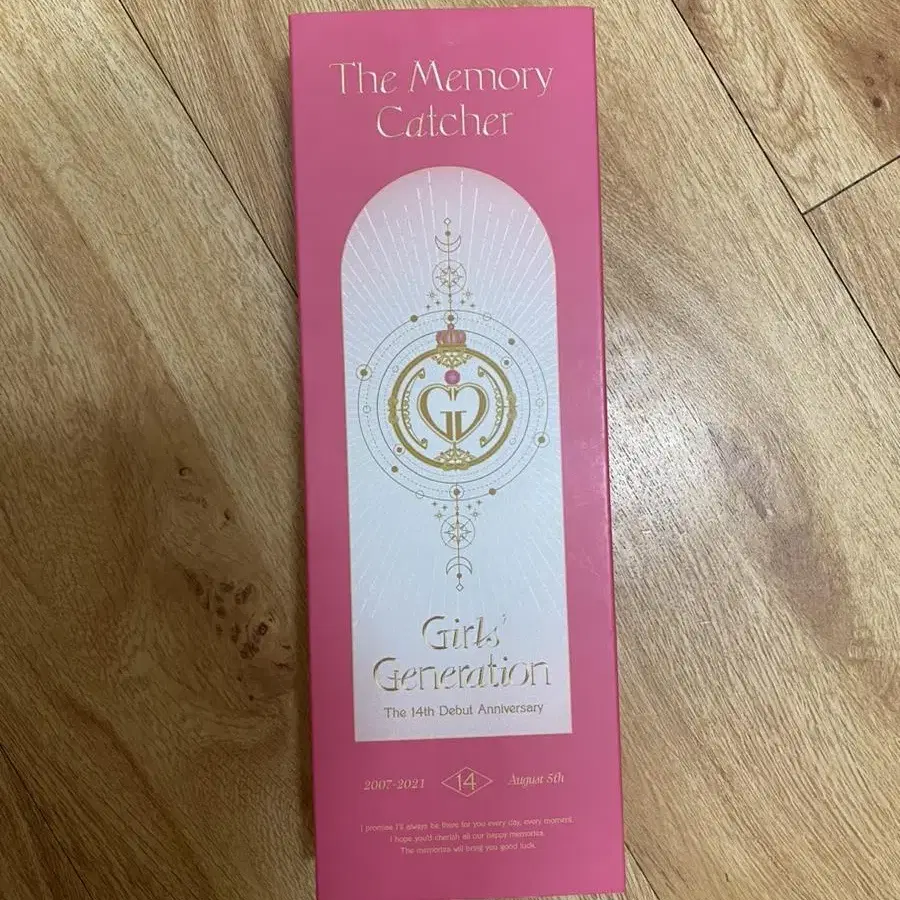 The Memory
Catcher
Girls'
Generation
The 14th Debut Anniversary
2007-2021 14 August 5th
I promise I'll always be there for you every day, every moment.
I hope you'd cherish all our happy memories.
The memories will bring you good luck.